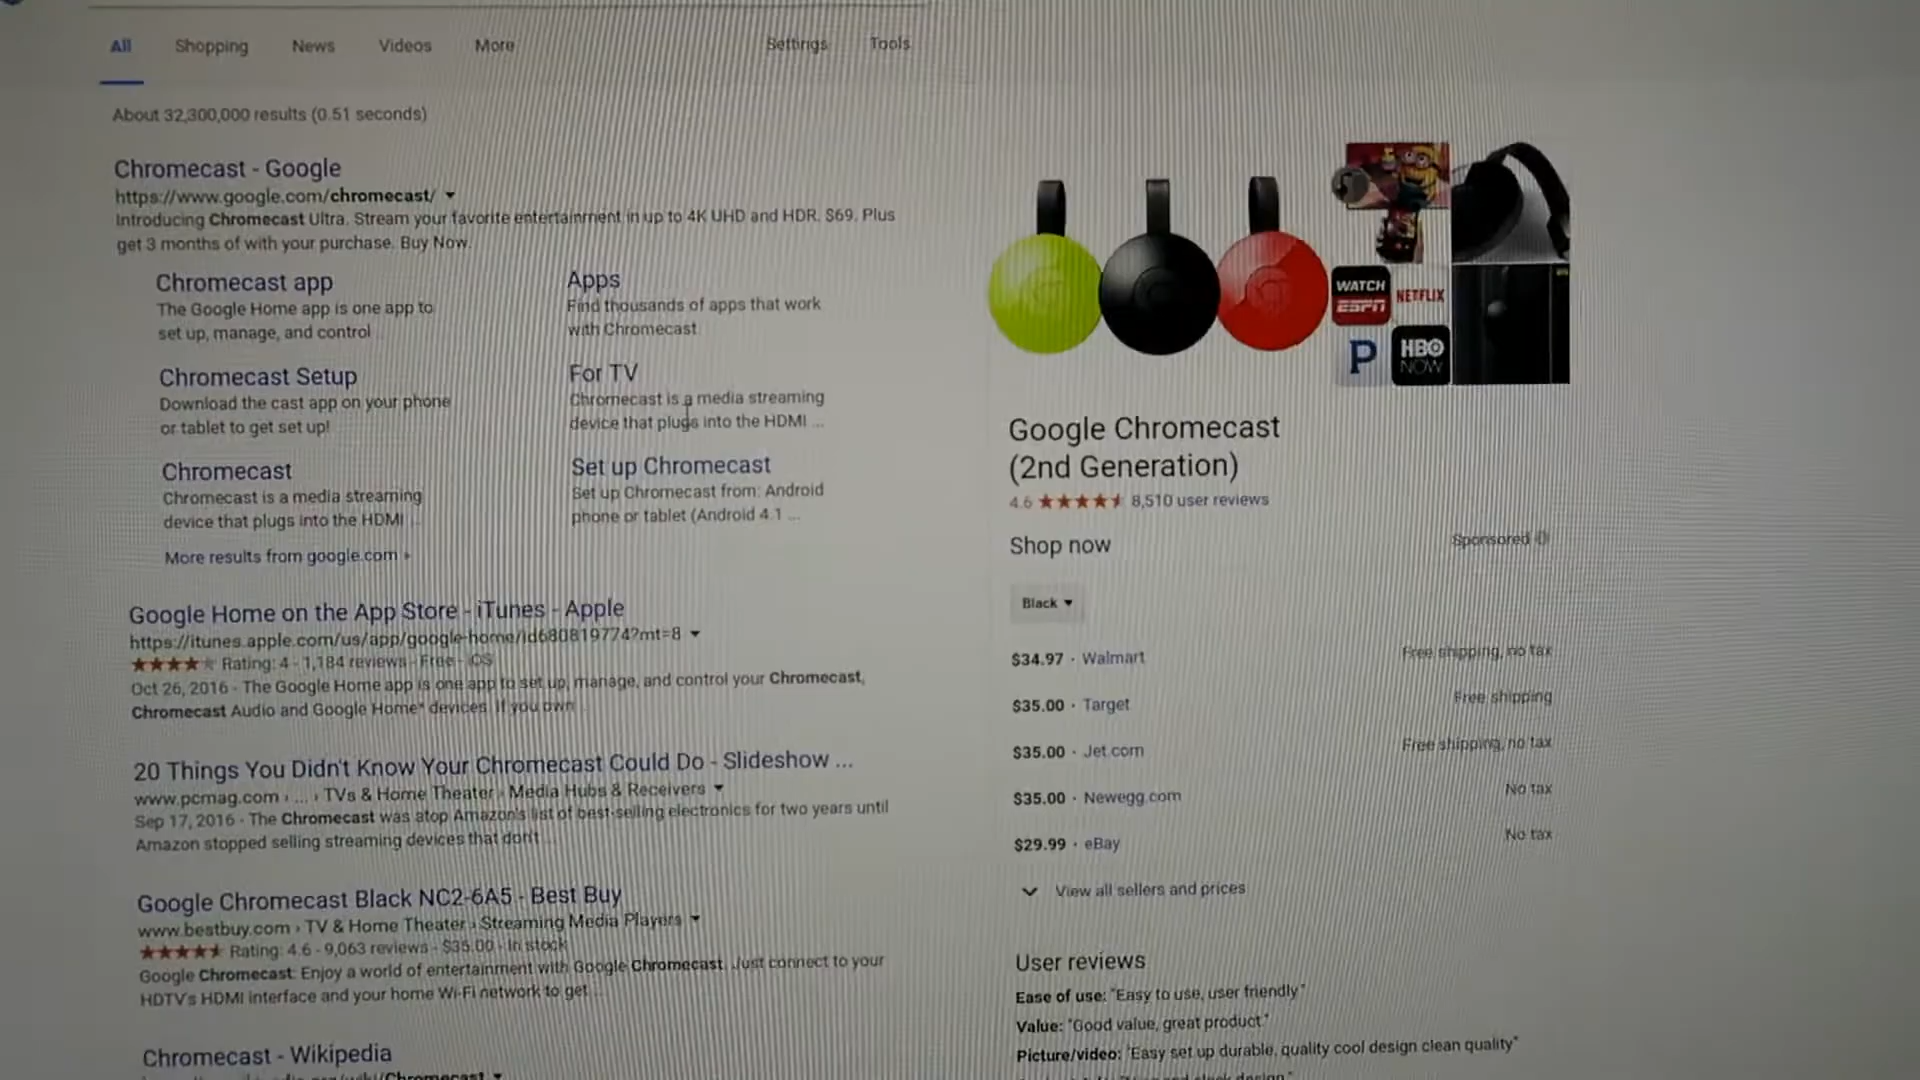 All Shopping News Videos More Settings Tools
About 32,300,000 results (0.51 seconds)
Chromecast - Google
https://www.google.com/chromecast/
Introducing Chromecast Ultra. Stream your favorite entertainment in up to 4K UHD and HDR. $69. Plus
get 3 months of with your purchase. Buy Now.
Chromecast app
The Google Home app is one app to
set up, manage, and control ...
Apps
Find thousands of apps that work
with Chromecast
Chromecast Setup
Download the cast app on your phone
or tablet to get set up!
For TV
Chromecast is a media streaming
device that plugs into the HDMI ...
Chromecast
Chromecast is a media streaming
device that plugs into the HDMI ...
Set up Chromecast
Set up Chromecast from: Android
phone or tablet (Android 4.1 ...
More results from google.com »
Google Home on the App Store - iTunes - Apple
https://itunes.apple.com/us/app/google-home/id680819774?mt=8
Rating: 4 - 1,184 reviews - Free - iOS
Oct 26, 2016 - The Google Home app is one app to set up, manage, and control your Chromecast,
Chromecast Audio and Google Home* devices. If you own ...
20 Things You Didn't Know Your Chromecast Could Do - Slideshow ...
www.pcmag.com › ... › TVs & Home Theater › Media Hubs & Receivers
Sep 17, 2016 - The Chromecast was atop Amazon's list of best-selling electronics for two years until
Amazon stopped selling streaming devices that don't ...
Google Chromecast Black NC2-6A5 - Best Buy
www.bestbuy.com › TV & Home Theater › Streaming Media Players
Rating: 4.6 - 9,063 reviews - $35.00 - In stock
Google Chromecast: Enjoy a world of entertainment with Google Chromecast. Just connect to your
HDTV's HDMI interface and your home Wi-Fi network to get ...
Chromecast - Wikipedia
WATCH
ESPN
NETFLIX
P
HBO
NOW
Google Chromecast
(2nd Generation)
4.6 8,510 user reviews
Shop now Sponsored
Black
$34.97 · Walmart Free shipping, no tax
$35.00 · Target Free shipping
$35.00 · Jet.com Free shipping, no tax
$35.00 · Newegg.com No tax
$29.99 · eBay No tax
View all sellers and prices
User reviews
Ease of use: "Easy to use, user friendly"
Value: "Good value, great product."
Picture/video: "Easy set up durable, quality cool design clean quality"